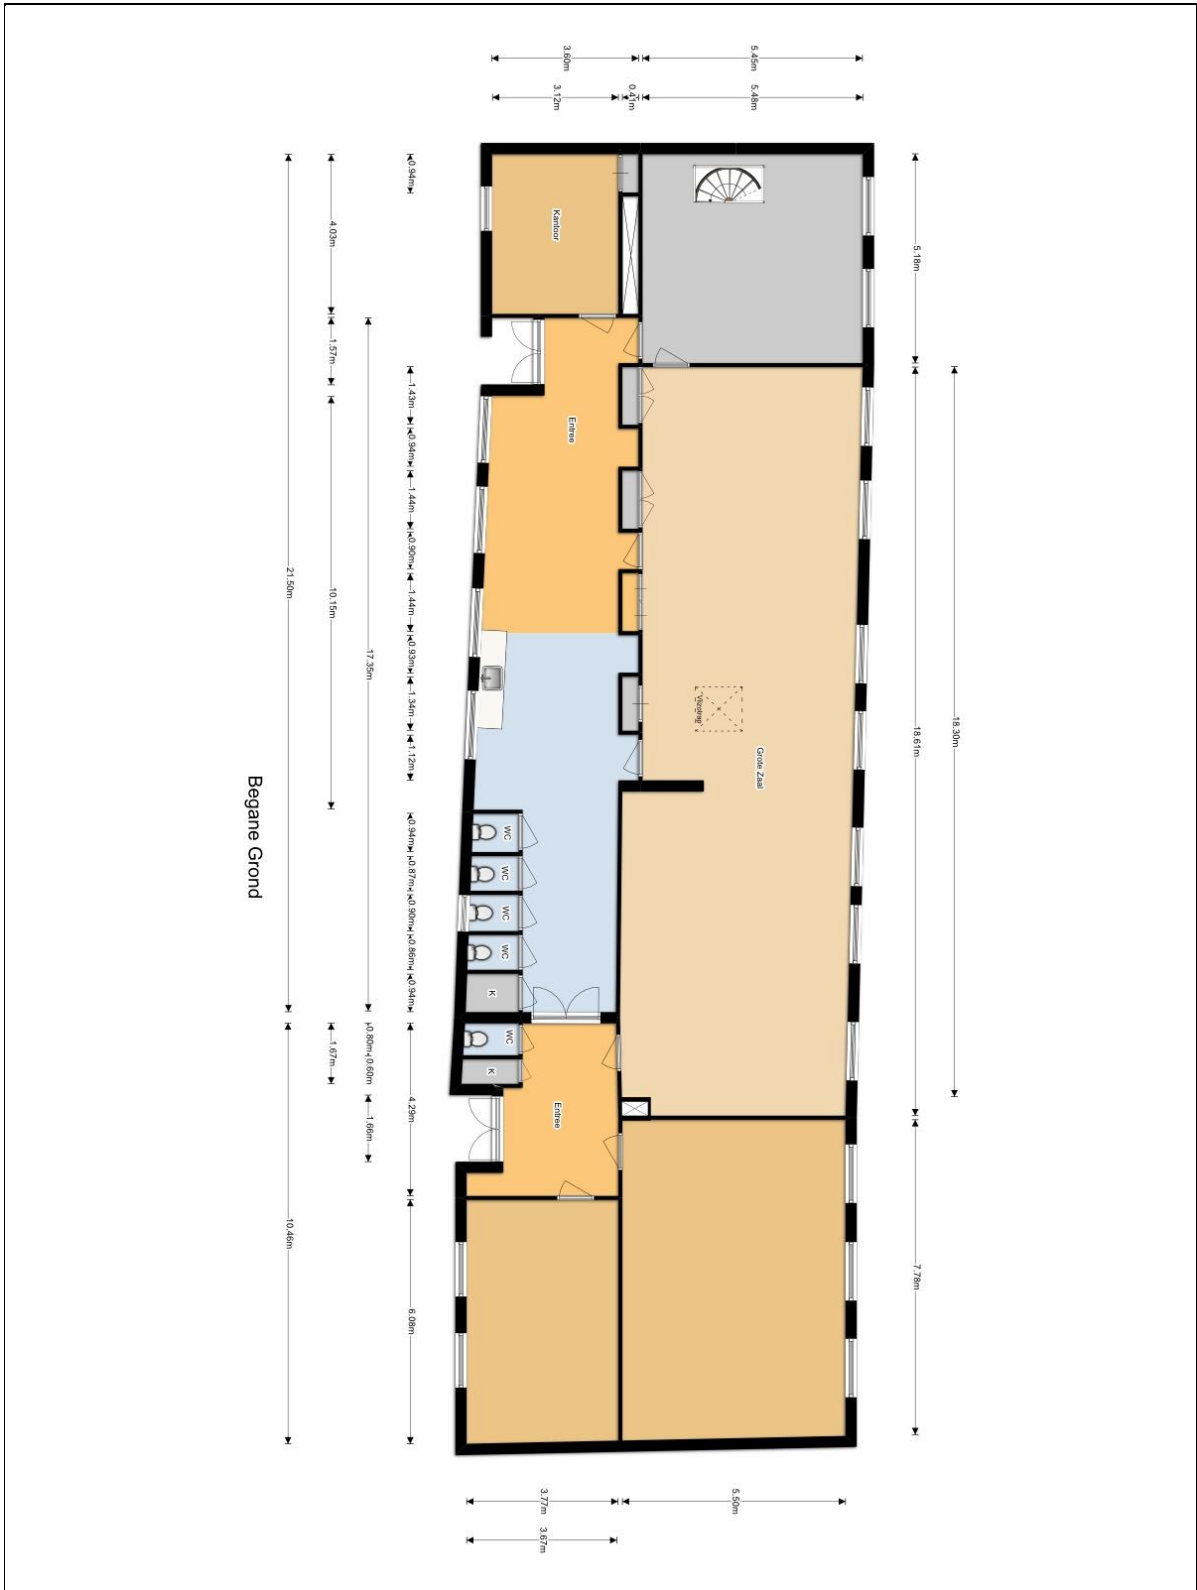 3.60m
5.45m
3.12m
0.41m
5.48m
0.94m
4.03m
5.18m
Kantoor
1.57m
1.43m
Entree
0.94m
1.44m
0.90m
21.50m
10.15m
1.44m
17.35m
0.93m
1.34m
Vlizotrap
18.61m
18.30m
1.12m
Grote Zaal
Begane Grond
0.94m
WC
0.87m
WC
0.90m
WC
0.86m
WC
0.94m
K
1.67m
0.80m
0.60m
WC
K
4.29m
Entree
1.66m
10.46m
7.78m
6.08m
3.77m
5.50m
3.67m